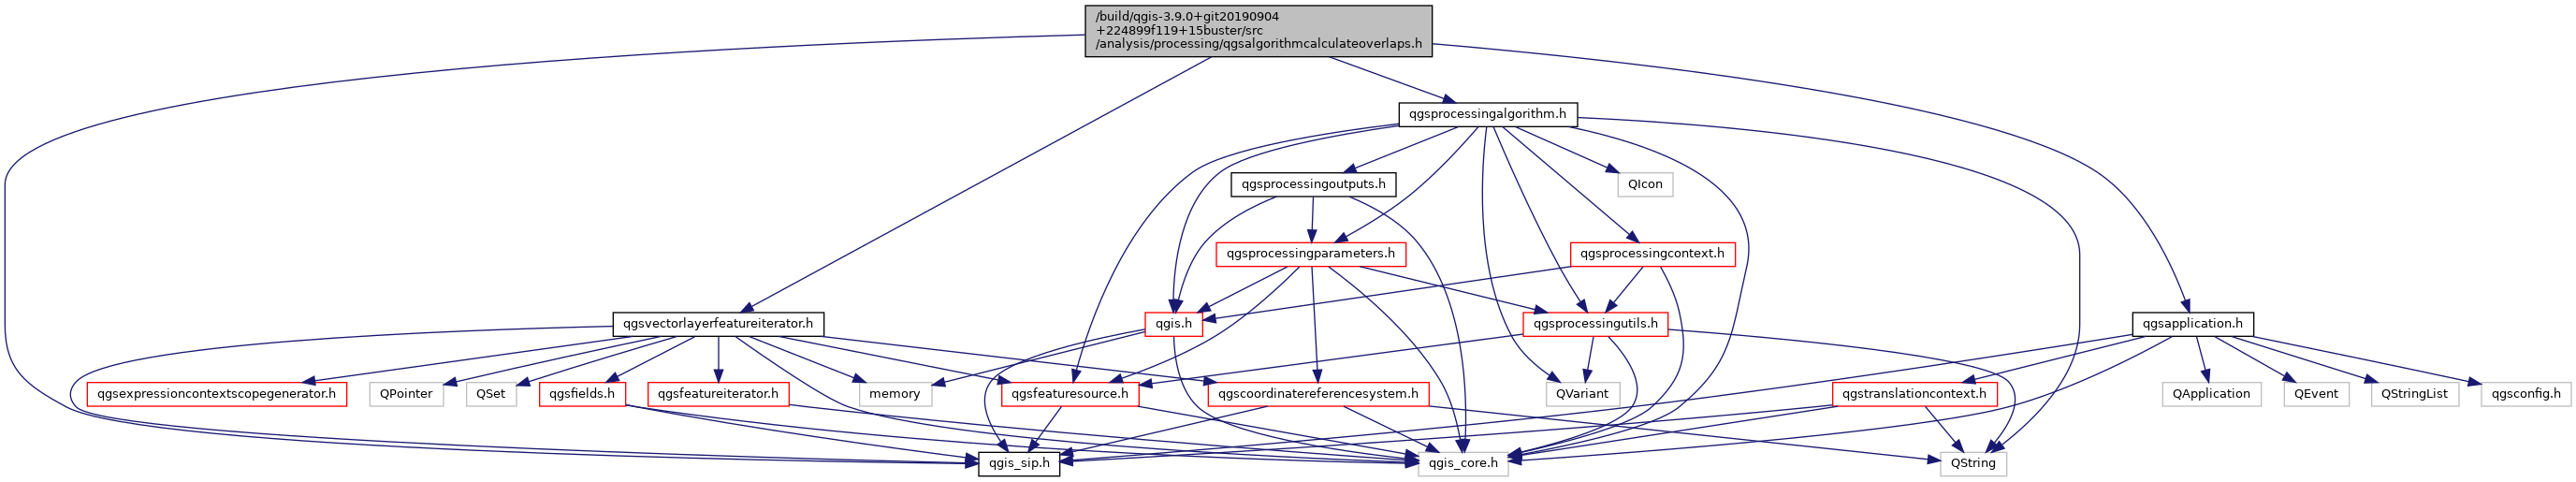 /build/qgis-3.9.0+git20190904
+224899f119+15buster/src
/analysis/processing/qgsalgorithmcalculateoverlaps.h
qgsprocessingalgorithm.h
qgsprocessingoutputs.h
QIcon
qgsprocessingparameters.h
qgsprocessingcontext.h
qgsvectorlayerfeatureiterator.h
qgis.h
qgsprocessingutils.h
qgsapplication.h
qgsexpressioncontextscopegenerator.h
QPointer
QSet
qgsfields.h
qgsfeatureiterator.h
memory
qgsfeaturesource.h
qgscoordinatereferencesystem.h
QVariant
qgstranslationcontext.h
QApplication
QEvent
QStringList
qgsconfig.h
qgis_sip.h
qgis_core.h
QString